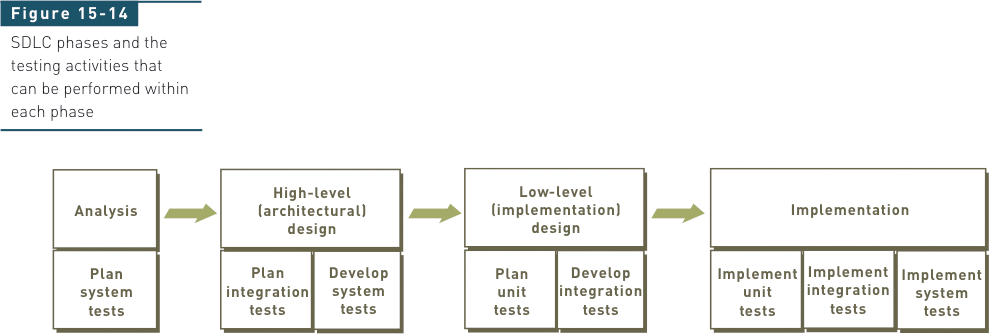 Figure 15-14
SDLC phases and the
testing activities that
can be performed within
each phase
Analysis
High-level
(architectural)
design
Low-level
(implementation)
design
Implementation
Plan
system
tests
Plan
integration
tests
Develop
system
tests
Plan
unit
tests
Develop
integration
tests
Implement
unit
tests
Implement
integration
tests
Implement
system
tests